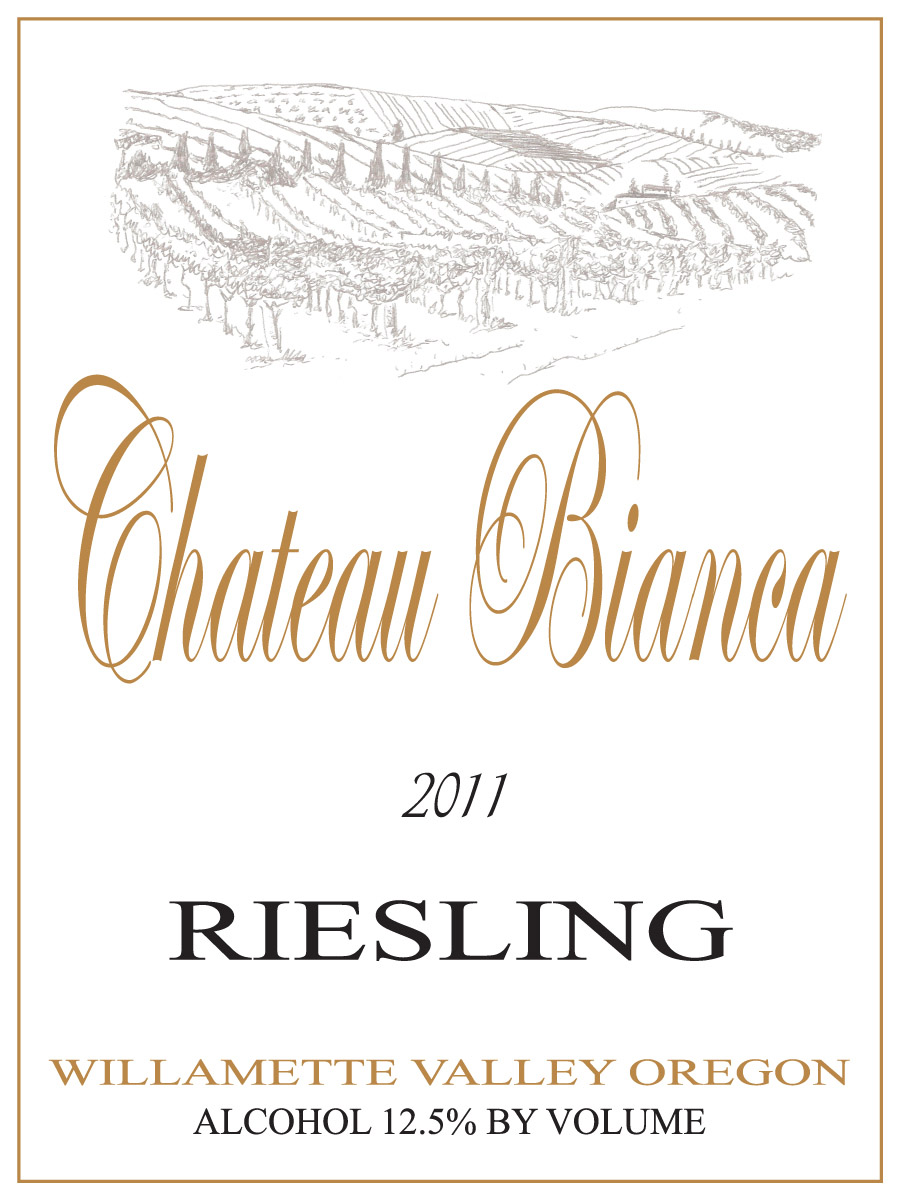 Chateau Bianca
2011
RIESLING
WILLAMETTE VALLEY OREGON
ALCOHOL 12.5% BY VOLUME